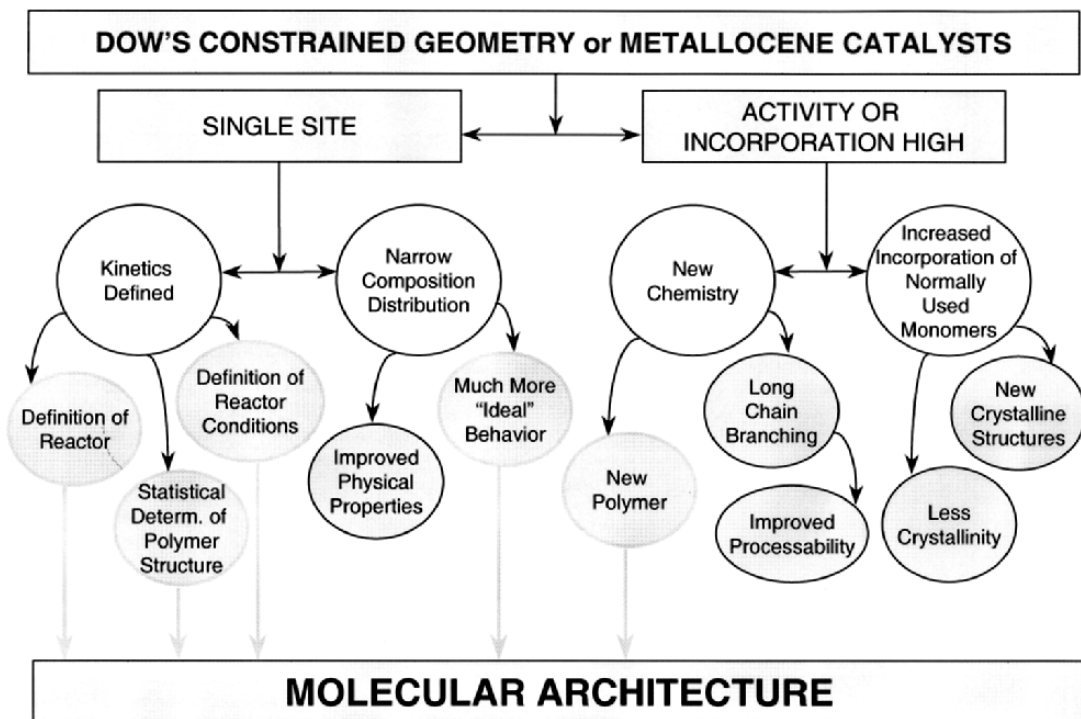 DOW'S CONSTRAINED GEOMETRY or METALLOCENE CATALYSTS
SINGLE SITE
ACTIVITY OR
INCORPORATION HIGH
Kinetics
Defined
Narrow
Composition
Distribution
New
Chemistry
Increased
Incorporation of
Normally
Used
Monomers
Definition of
Reactor
Statistical
Determ. of
Polymer
Structure
Definition of
Reactor
Conditions
Improved
Physical
Properties
Much More
“Ideal”
Behavior
New
Polymer
Long
Chain
Branching
Improved
Processability
Less
Crystallinity
New
Crystalline
Structures
MOLECULAR ARCHITECTURE